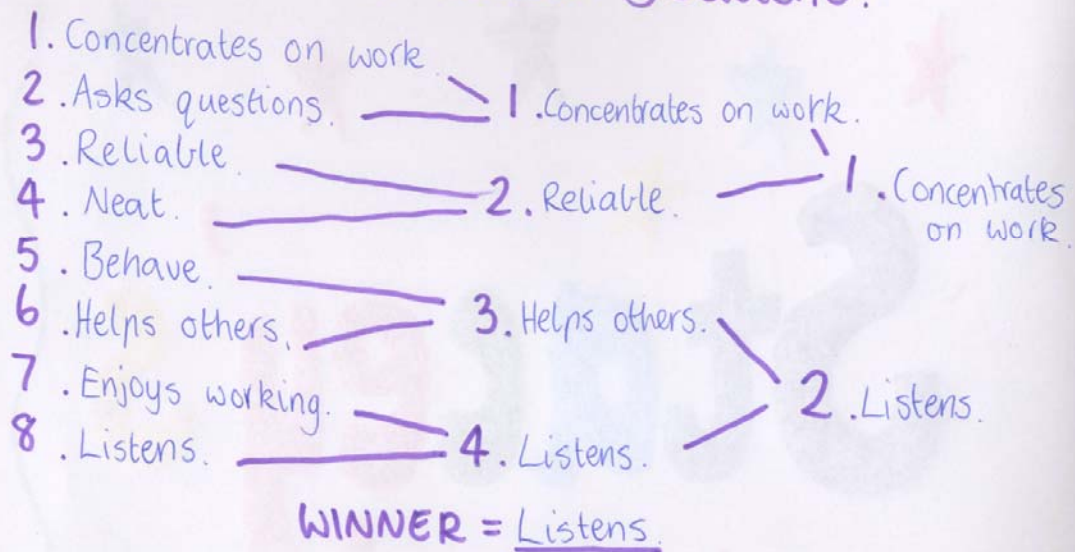 1. Concentrates on work
2. Asks questions.
3. Reliable.
4. Neat.
5. Behave.
6. Helps others.
7. Enjoys working.
8. Listens.
1. Concentrates on work.
2. Reliable.
3. Helps others.
4. Listens.
1. Concentrates
on work.
2. Listens.
WINNER = Listens.